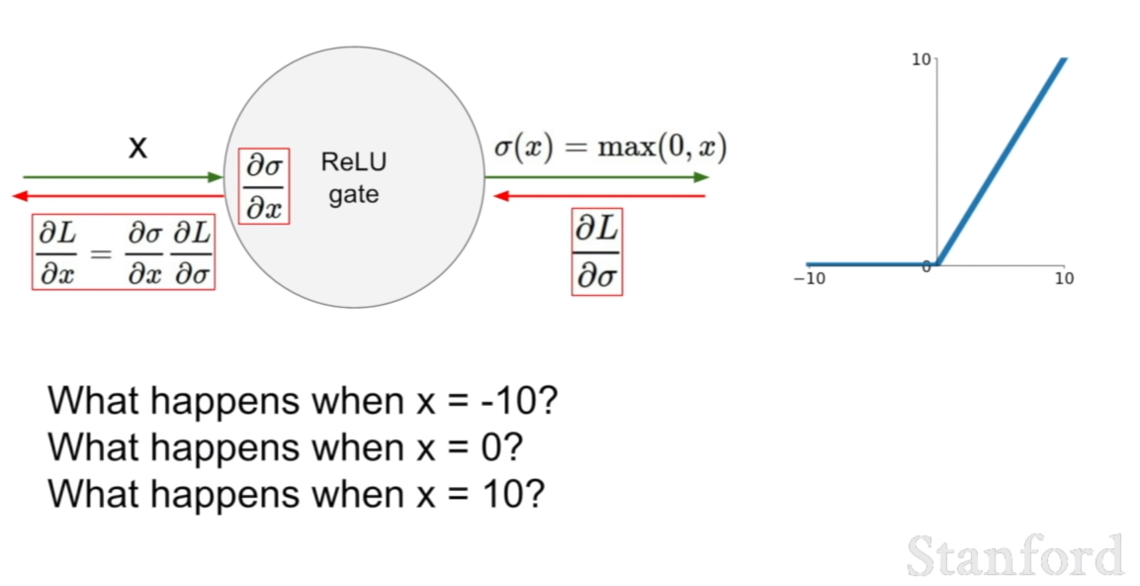 x
ReLU
gate
∂σ/∂x
σ(x) = max(0, x)
∂L/∂x = ∂σ/∂x ∂L/∂σ
∂L/∂σ
10
0
−10
10
What happens when x = -10?
What happens when x = 0?
What happens when x = 10?
Stanford